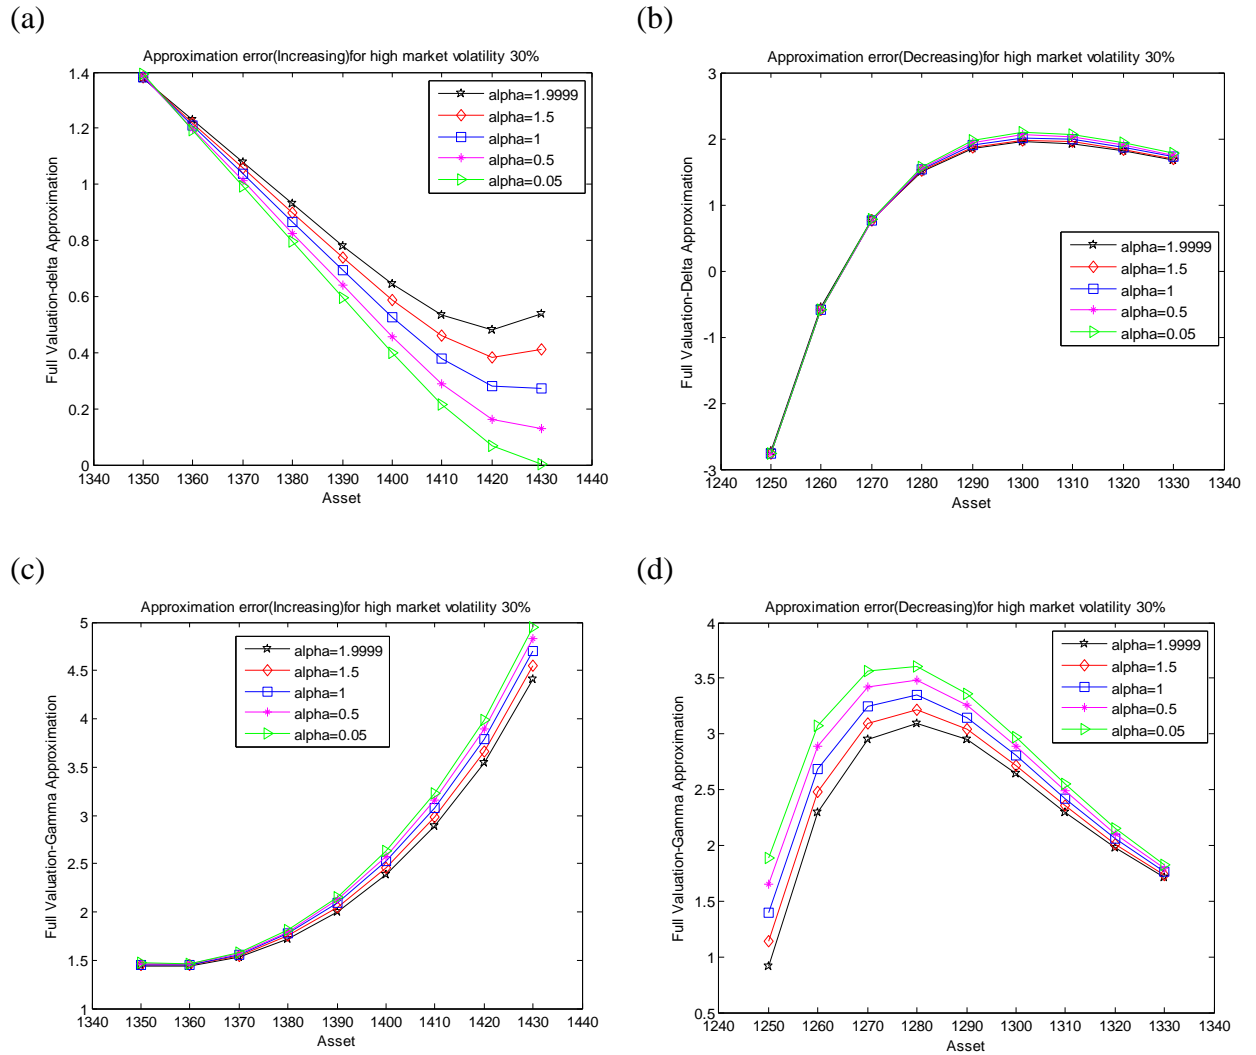 (a)
Approximation error(Increasing)for high market volatility 30%
1.4
1.2
1
0.8
0.6
0.4
0.2
0
Full Valuation-delta Approximation
alpha=1.9999
alpha=1.5
alpha=1
alpha=0.5
alpha=0.05
1340 1350 1360 1370 1380 1390 1400 1410 1420 1430 1440
Asset
(b)
Approximation error(Decreasing)for high market volatility 30%
3
2
1
0
-1
-2
-3
Full Valuation-Delta Approximation
alpha=1.9999
alpha=1.5
alpha=1
alpha=0.5
alpha=0.05
1240 1250 1260 1270 1280 1290 1300 1310 1320 1330 1340
Asset
(c)
Approximation error(Increasing)for high market volatility 30%
5
4.5
4
3.5
3
2.5
2
1.5
1
Full Valuation-Gamma Approximation
alpha=1.9999
alpha=1.5
alpha=1
alpha=0.5
alpha=0.05
1340 1350 1360 1370 1380 1390 1400 1410 1420 1430 1440
Asset
(d)
Approximation error(Decreasing)for high market volatility 30%
4
3.5
3
2.5
2
1.5
1
0.5
Full Valuation-Gamma Approximation
alpha=1.9999
alpha=1.5
alpha=1
alpha=0.5
alpha=0.05
1240 1250 1260 1270 1280 1290 1300 1310 1320 1330 1340
Asset